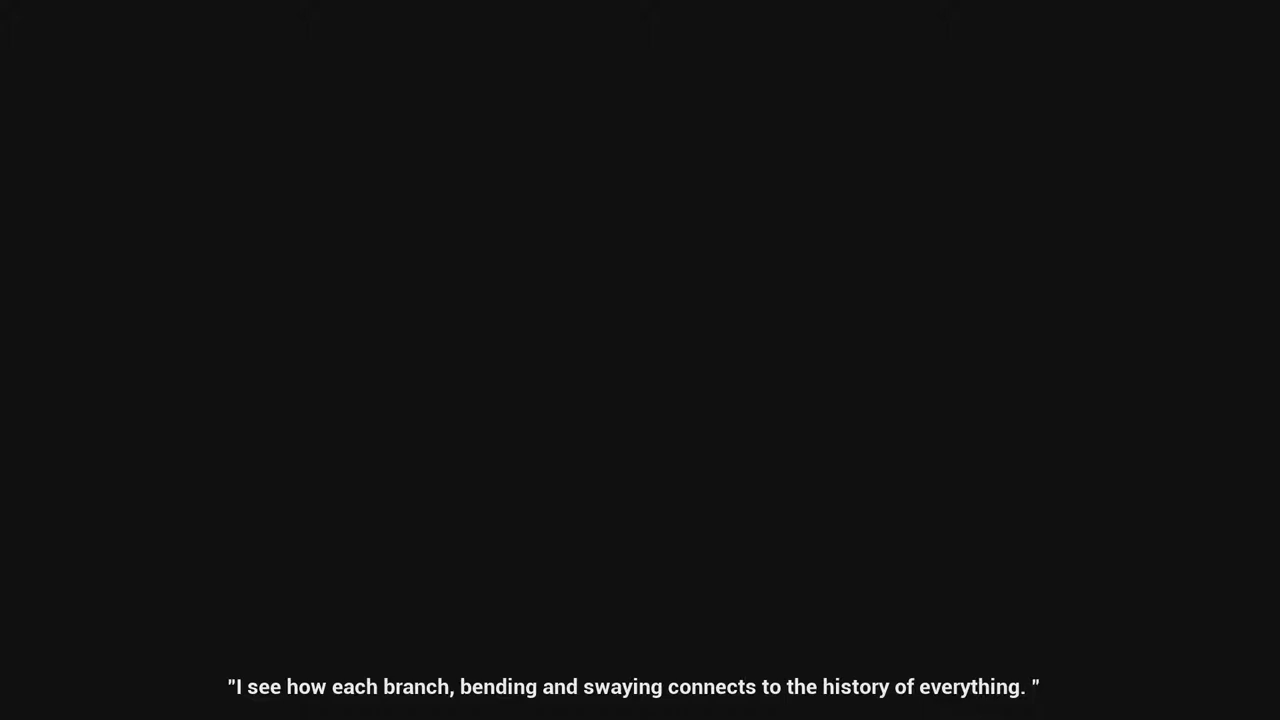 "I see how each branch, bending and swaying connects to the history of everything. "